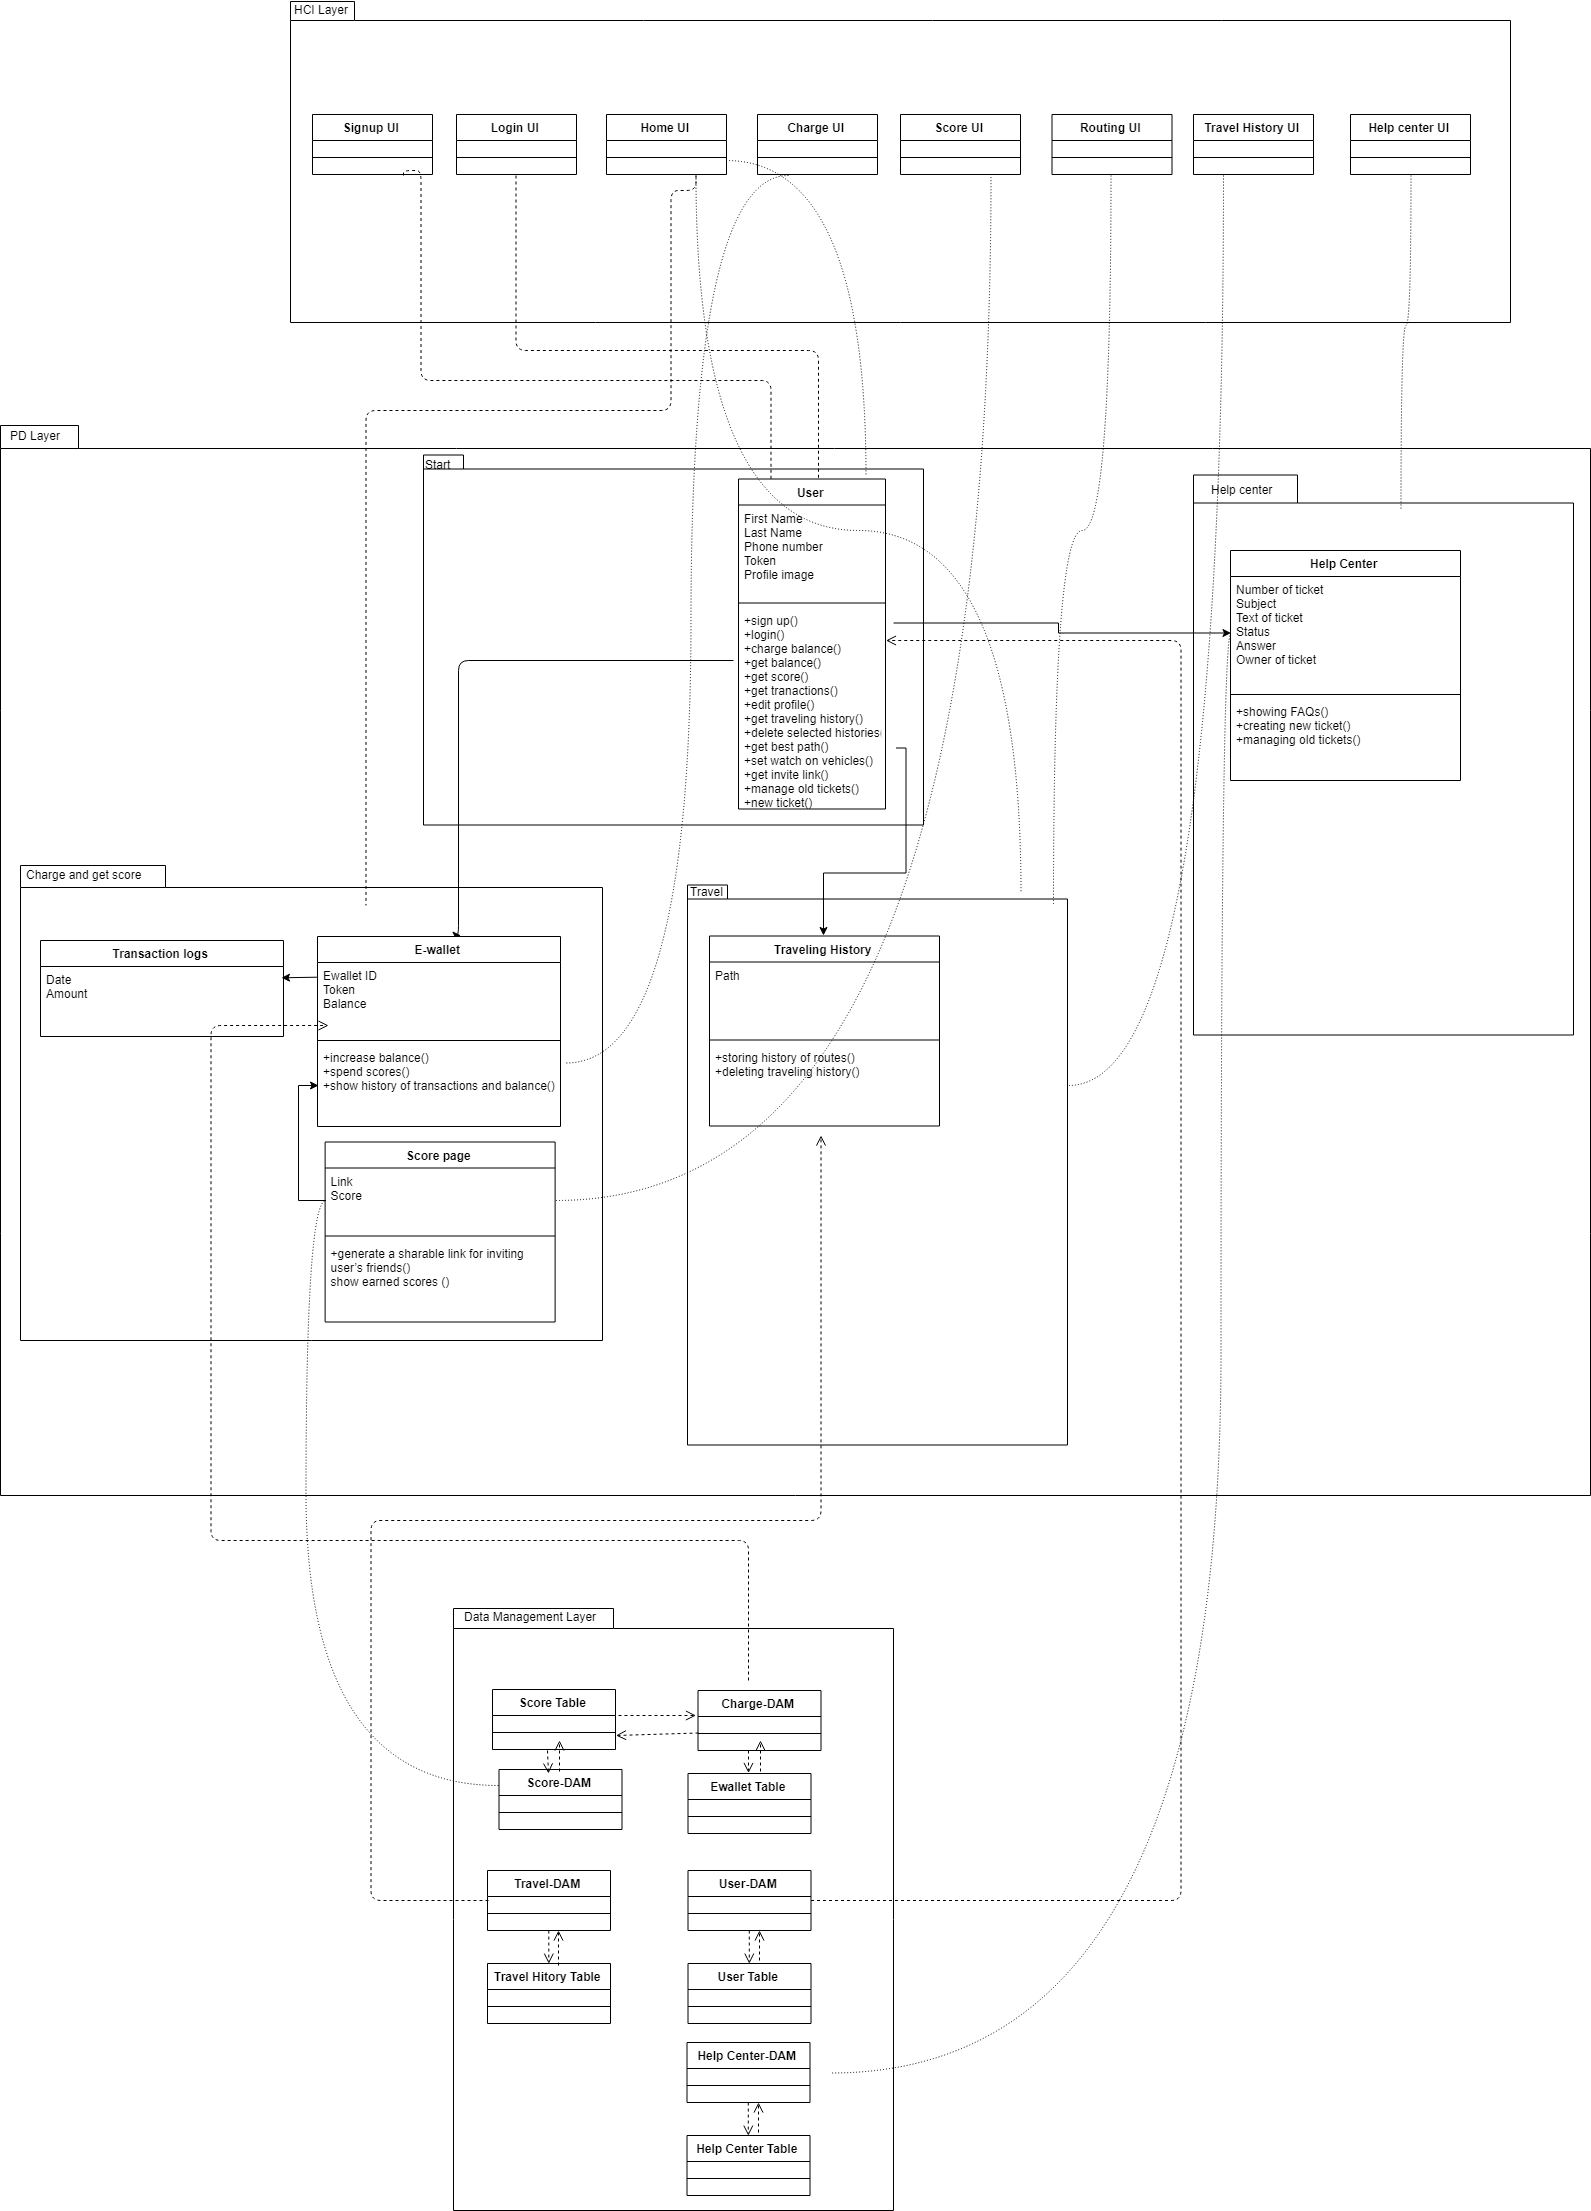 HCI Layer
Signup UI
Login UI
Home UI
Charge UI
Score UI
Routing UI
Travel History UI
Help center UI
PD Layer
Start
User
First Name
Last Name
Phone number
Token
Profile image
+sign up()
+login()
+charge balance()
+get balance()
+get score()
+get tranactions()
+edit profile()
+get traveling history()
+delete selected histories
+get best path()
+set watch on vehicles()
+get invite link()
+manage old tickets()
+new ticket()
Help center
Help Center
Number of ticket
Subject
Text of ticket
Status
Answer
Owner of ticket
+showing FAQs()
+creating new ticket()
+managing old tickets()
Charge and get score
Transaction logs
Date
Amount
E-wallet
Ewallet ID
Token
Balance
+increase balance()
+spend scores()
+show history of transactions and balance()
Score page
Link
Score
+generate a sharable link for inviting
user's friends()
show earned scores ()
Travel
Traveling History
Path
+storing history of routes()
+deleting traveling history()
Data Management Layer
Score Table
Charge-DAM
Score-DAM
Ewallet Table
Travel-DAM
User-DAM
Travel Hitory Table
User Table
Help Center-DAM
Help Center Table